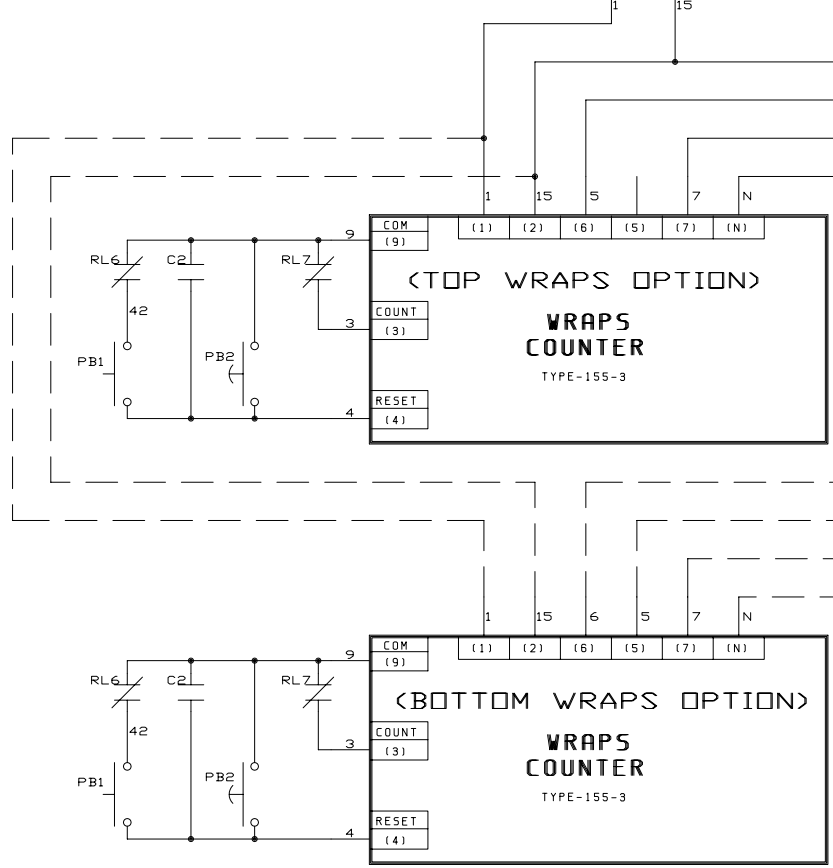 1 15
1 15 5 7 N
9 COM (1) (2) (6) (5) (7) (N)
(9)
RL6 C2 RL7
(TOP WRAPS OPTION)
42
COUNT
3 (3)
WRAPS
COUNTER
PB1 PB2
TYPE-155-3
RESET
4 (4)
1 15 6 5 7 N
9 COM (1) (2) (6) (5) (7) (N)
(9)
RL6 C2 RL7
(BOTTOM WRAPS OPTION)
42
COUNT
3 (3)
WRAPS
COUNTER
PB1 PB2
TYPE-155-3
RESET
4 (4)